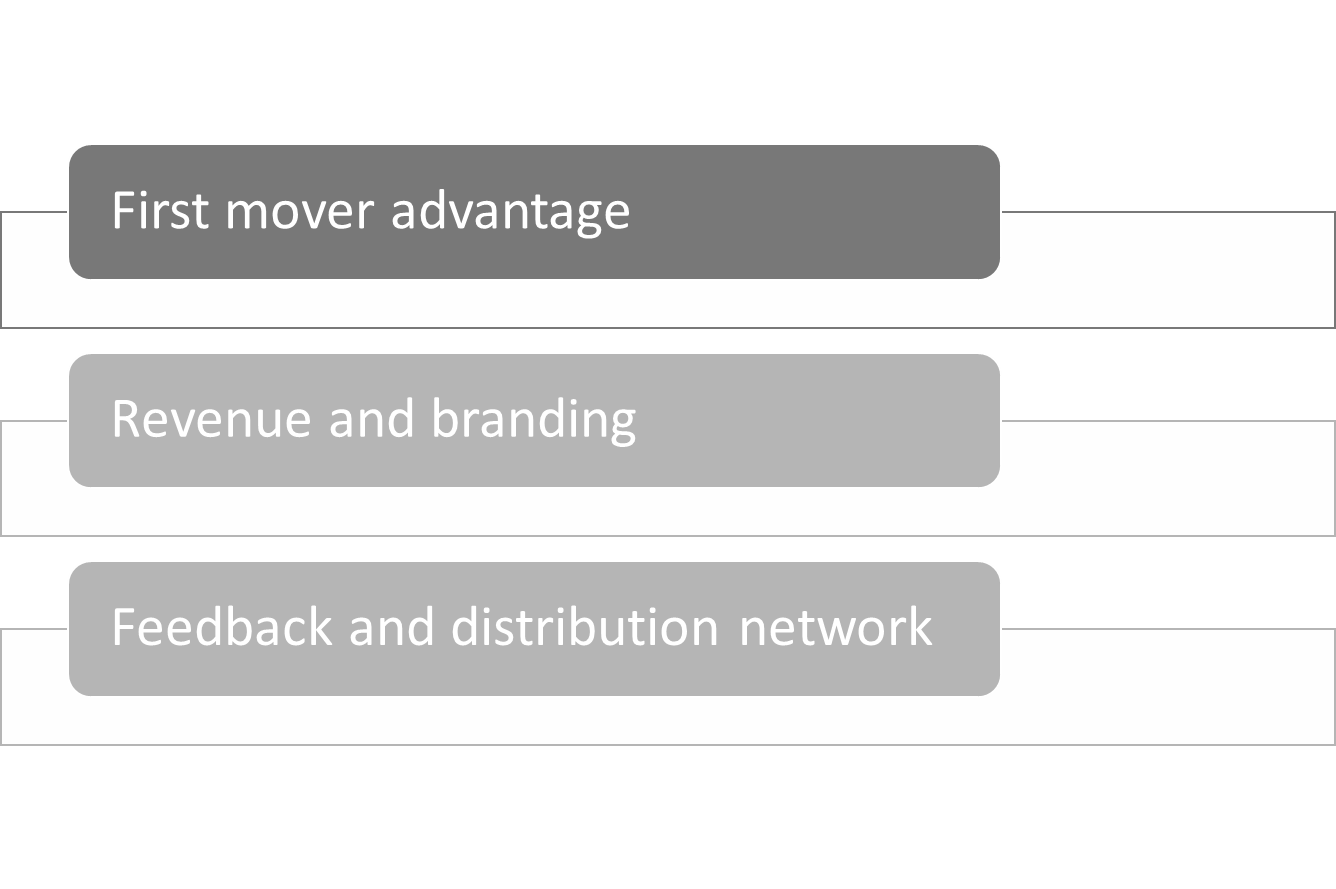 First mover advantage
Revenue and branding
Feedback and distribution network